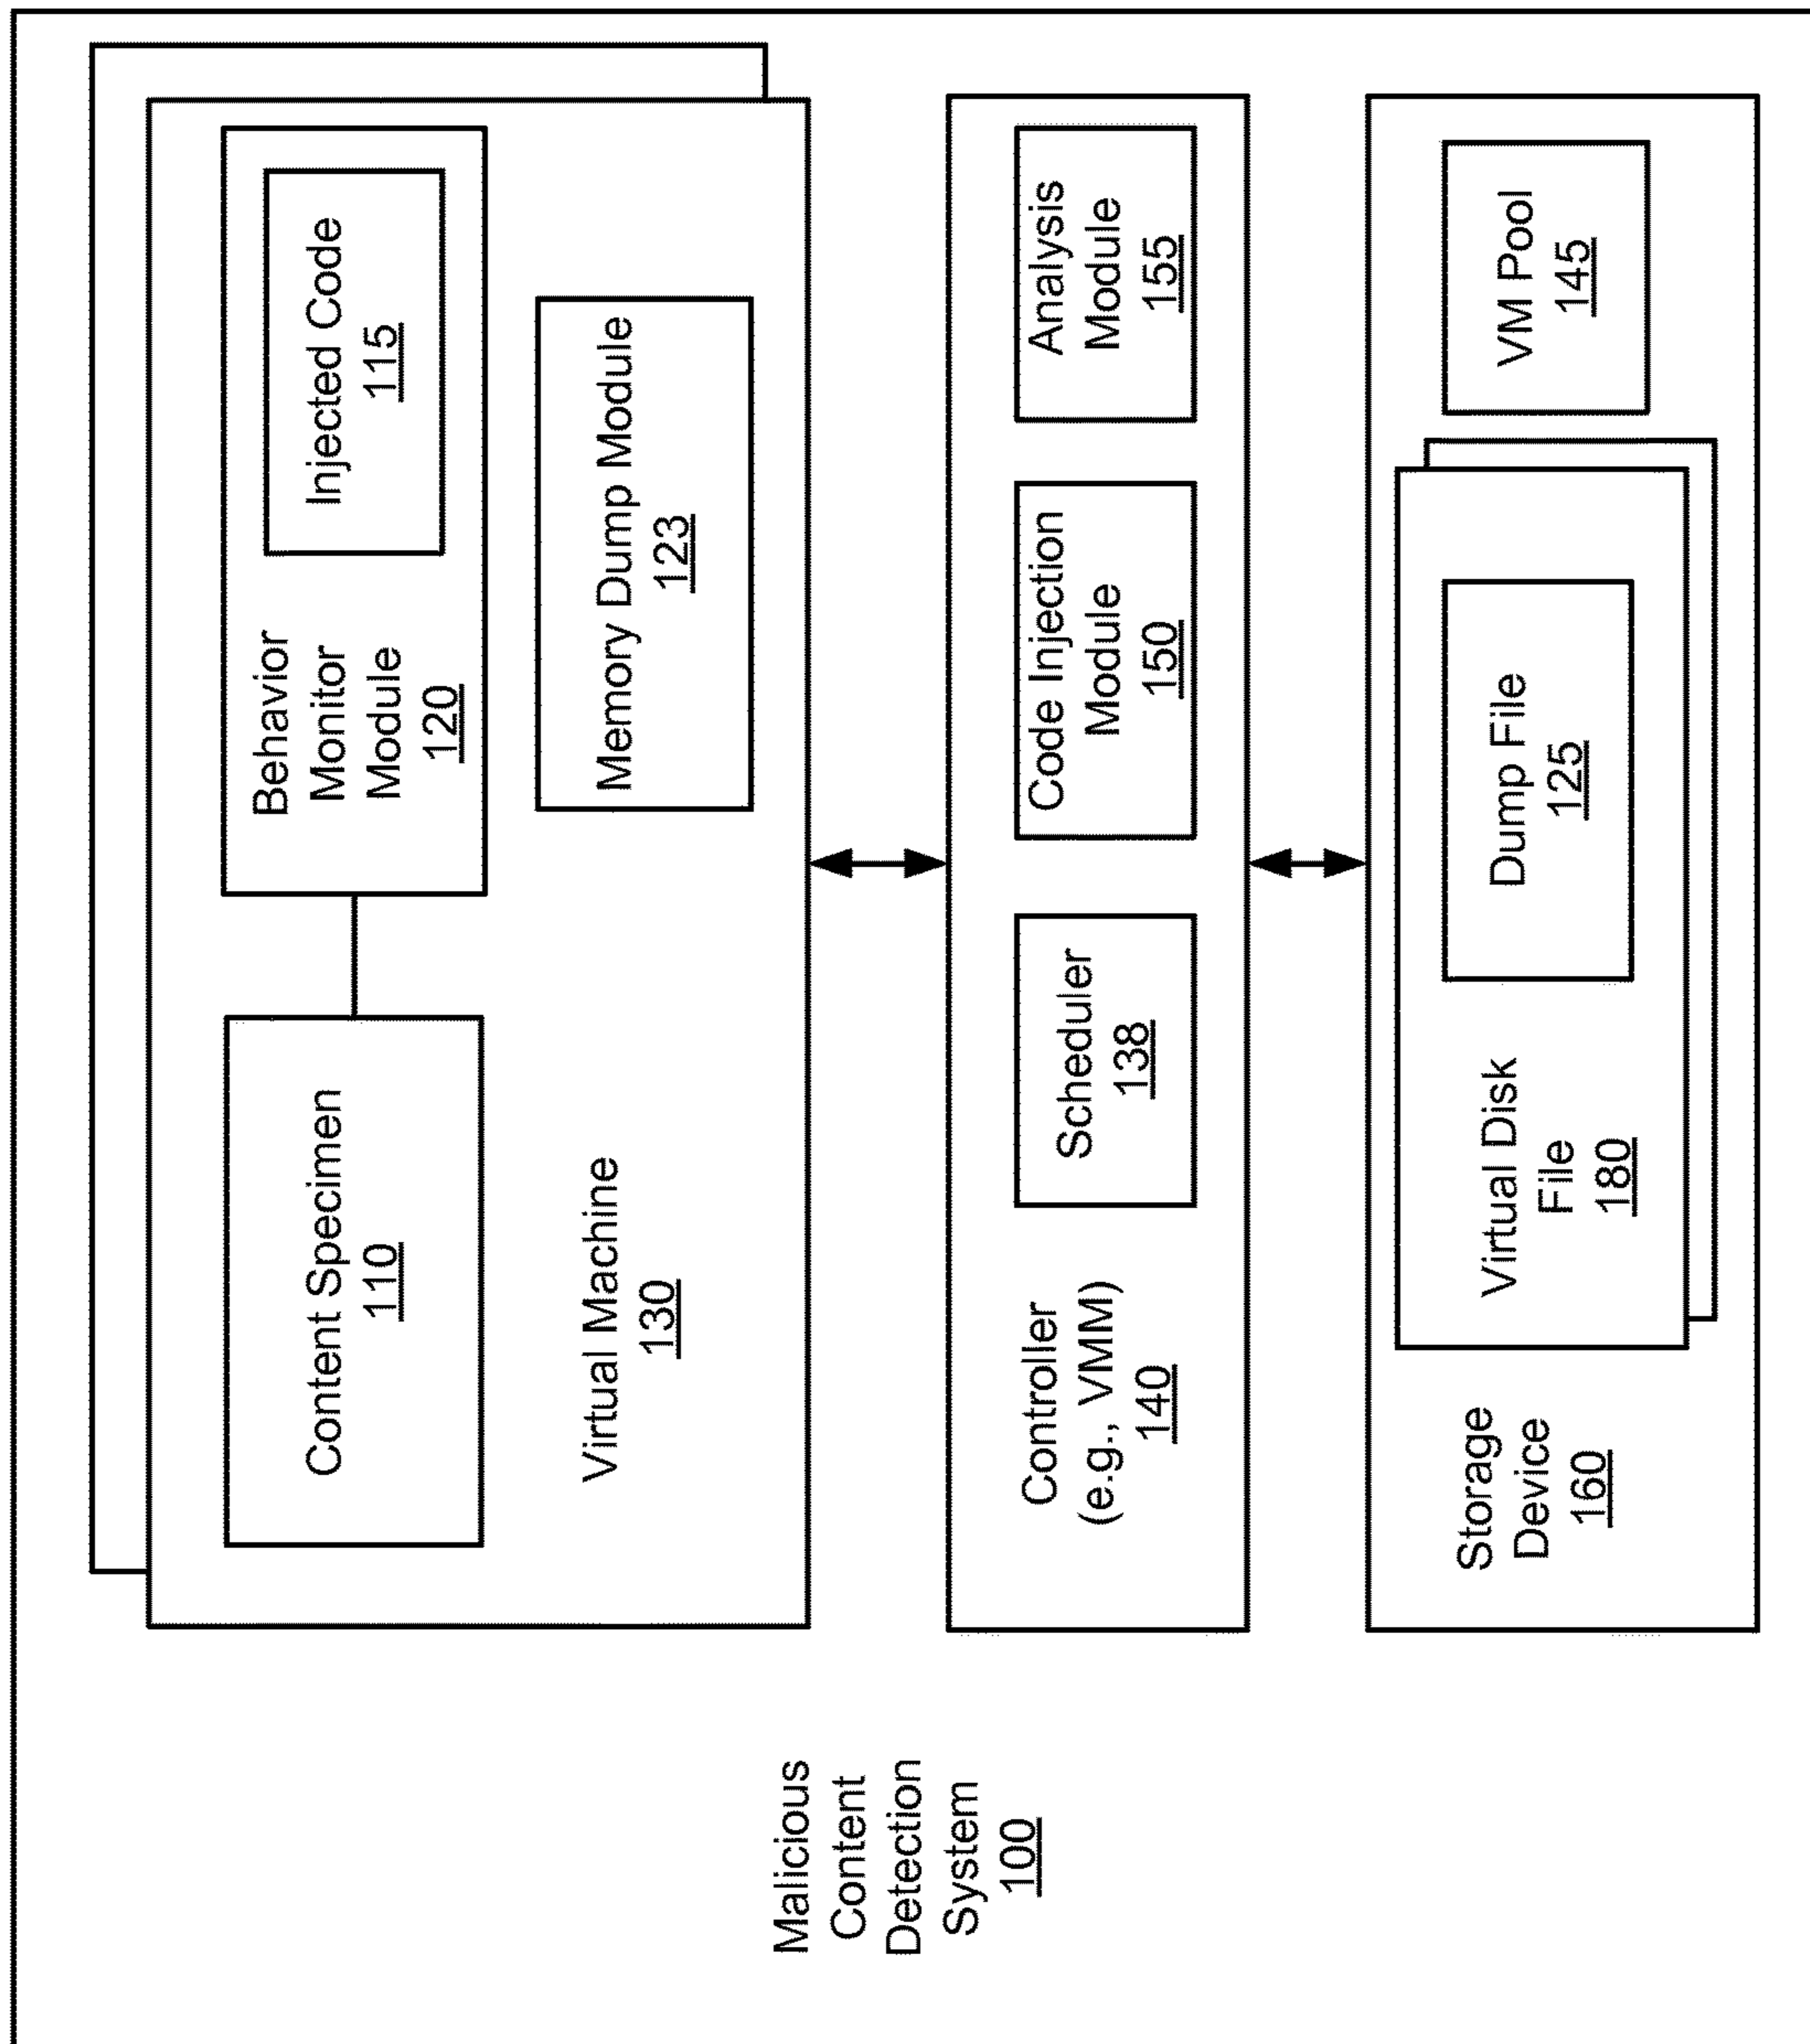 Malicious
Content
Detection
System
100
Content Specimen
110
Behavior
Monitor
Module
120
Injected Code
115
Virtual Machine
130
Memory Dump Module
123
Controller
(e.g., VMM)
140
Scheduler
138
Code Injection
Module
150
Analysis
Module
155
Storage
Device
160
Virtual Disk
File
180
Dump File
125
VM Pool
145